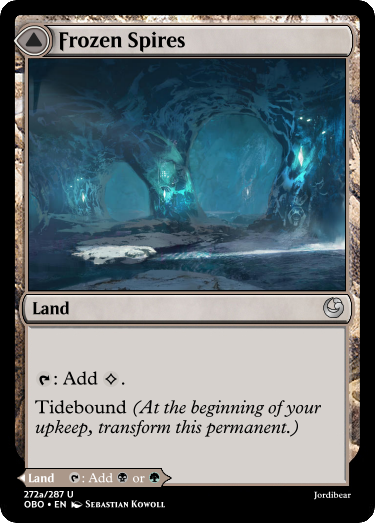 Frozen Spires
Land
: Add .
Tidebound (At the beginning of your
upkeep, transform this permanent.)
Land : Add or
272a/287 U
OBO • EN Sebastian Kowoll
Jordibear